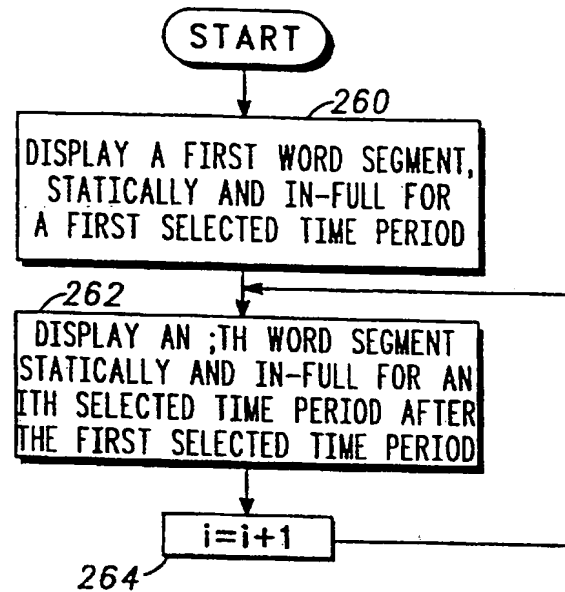 START
260
DISPLAY A FIRST WORD SEGMENT,
STATICALLY AND IN-FULL FOR
A FIRST SELECTED TIME PERIOD
262
DISPLAY AN ;TH WORD SEGMENT
STATICALLY AND IN-FULL FOR AN
ITH SELECTED TIME PERIOD AFTER
THE FIRST SELECTED TIME PERIOD
i=i+1
264